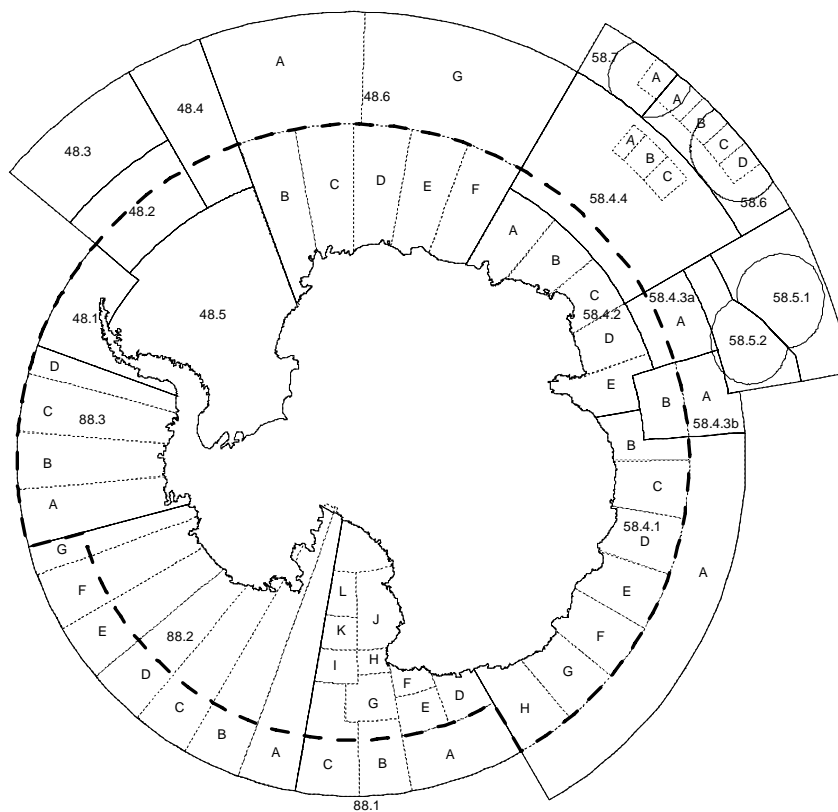 58.7
A
G
A
48.4
48.6
A
B
C
D
48.3
A
B
C
48.2
B
C
D
E
F
58.4.4
58.6
A
B
C
58.4.2
58.4.3a
58.5.1
48.1
48.5
A
D
58.5.2
D
E
B
A
C
88.3
58.4.3b
B
B
C
A
58.4.1
D
G
A
F
L
E
E
88.2
K
J
F
D
I
H
G
C
F
D
H
B
G
E
A
C
B
A
88.1